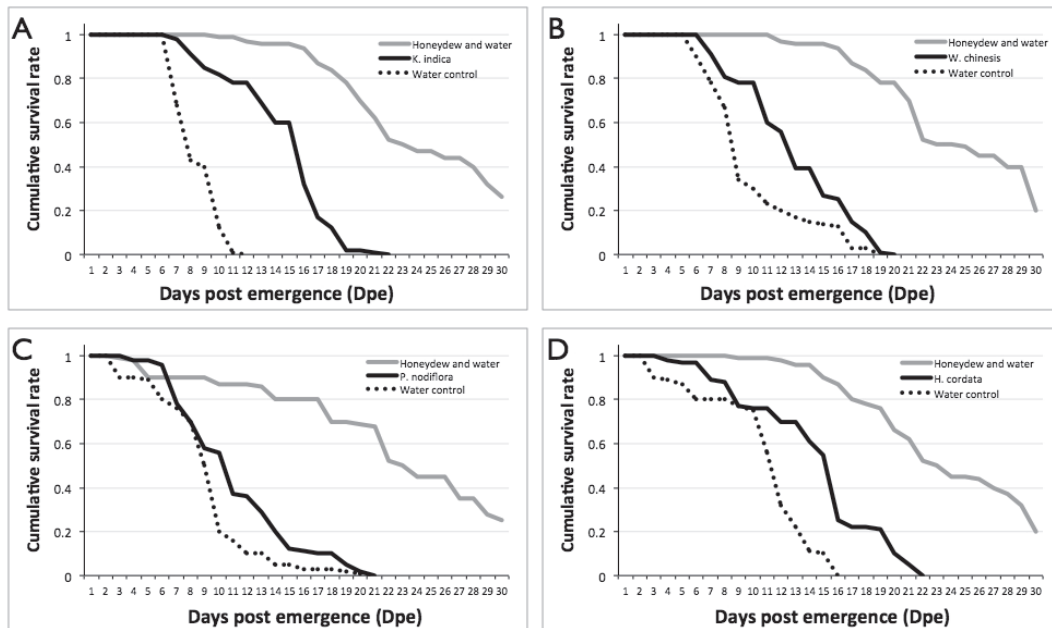 A
Cumulative survival rate
1
0.8
0.6
0.4
0.2
0
Honeydew and water
K. indica
Water control
1 2 3 4 5 6 7 8 9 10 11 12 13 14 15 16 17 18 19 20 21 22 23 24 25 26 27 28 29 30
Days post emergence (Dpe)
B
Cumulative survival rate
1
0.8
0.6
0.4
0.2
0
Honeydew and water
W. chinesis
Water control
1 2 3 4 5 6 7 8 9 10 11 12 13 14 15 16 17 18 19 20 21 22 23 24 25 26 27 28 29 30
Days post emergence (Dpe)
C
Cumulative survival rate
1
0.8
0.6
0.4
0.2
0
Honeydew and water
P. nodiflora
Water control
1 2 3 4 5 6 7 8 9 10 11 12 13 14 15 16 17 18 19 20 21 22 23 24 25 26 27 28 29 30
Days post emergence (Dpe)
D
Cumulative survival rate
1
0.8
0.6
0.4
0.2
0
Honeydew and water
H. cordata
Water control
1 2 3 4 5 6 7 8 9 10 11 12 13 14 15 16 17 18 19 20 21 22 23 24 25 26 27 28 29 30
Days post emergence (Dpe)